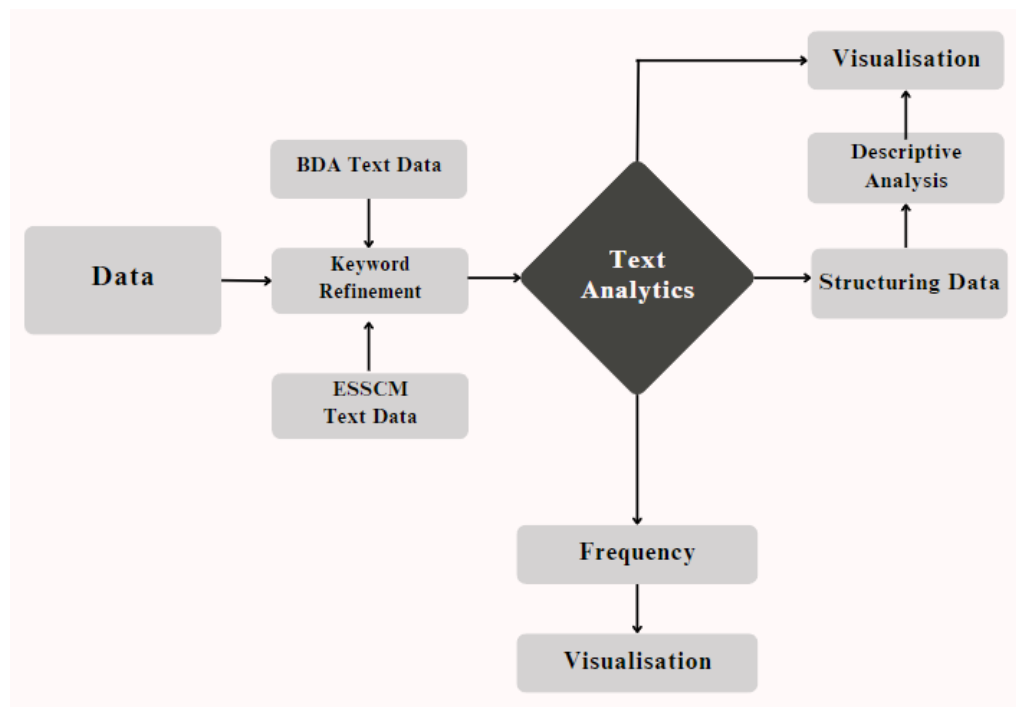 Visualisation
Descriptive
Analysis
BDA Text Data
Text
Analytics
Keyword
Refinement
Data
Structuring Data
ESSCM
Text Data
Frequency
Visualisation